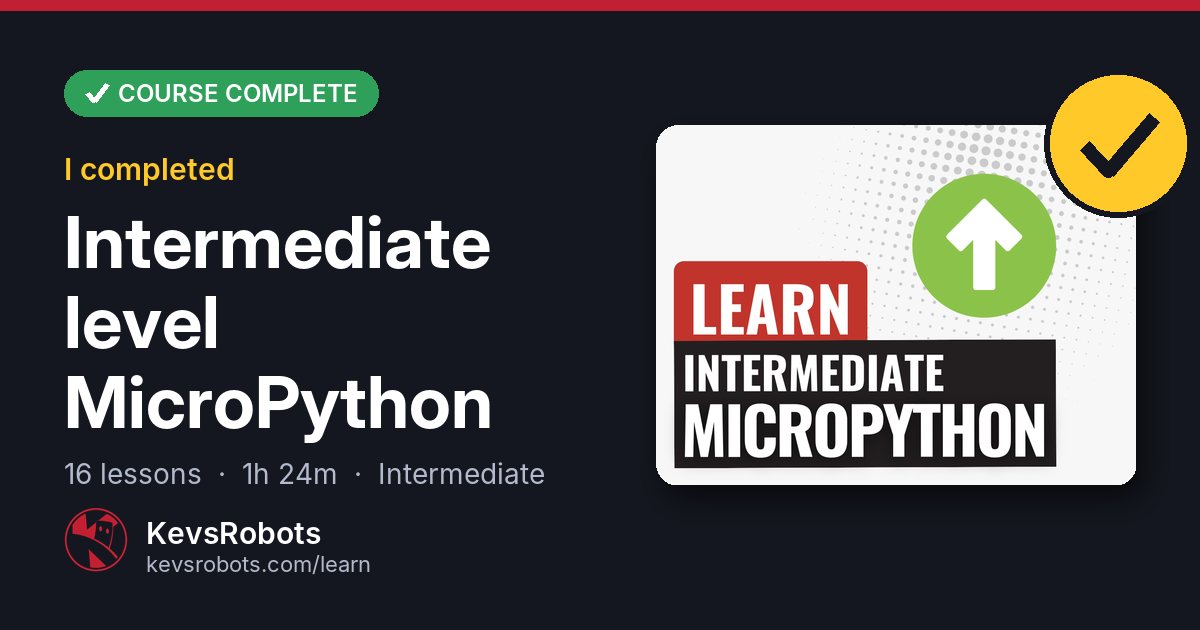 COURSE COMPLETE
I completed
Intermediate
level
MicroPython
16 lessons · 1h 24m · Intermediate
KevsRobots
kevsrobots.com/learn
LEARN
INTERMEDIATE
MICROPYTHON